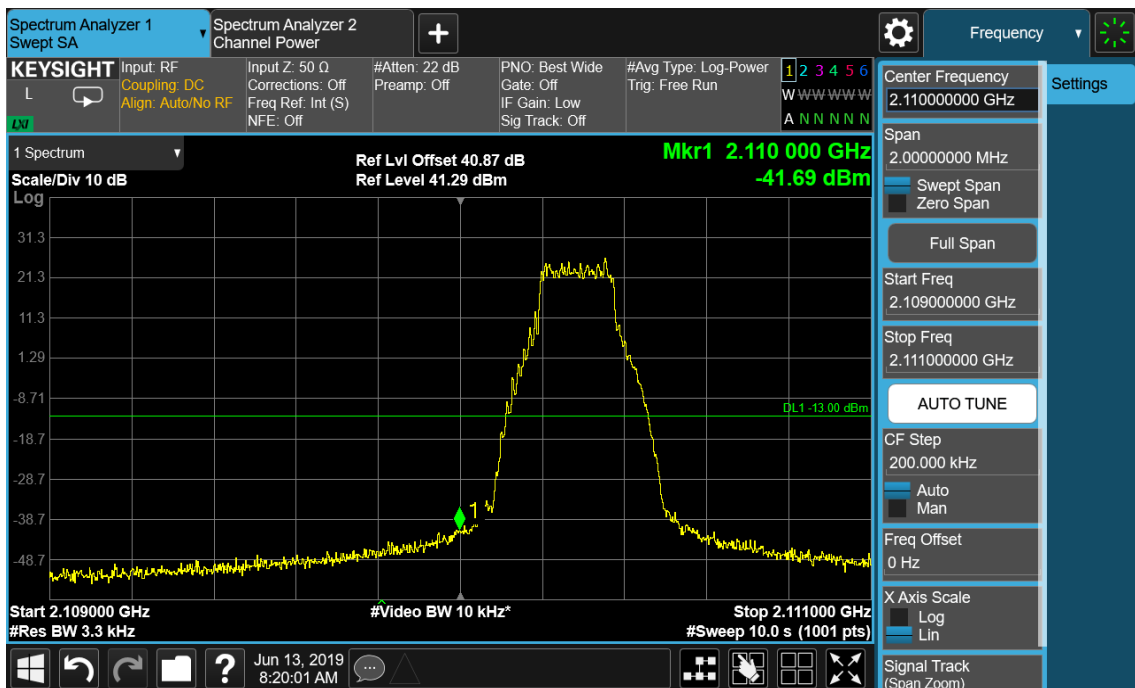 Spectrum Analyzer 1
Swept SA
Spectrum Analyzer 2
Channel Power
+
Frequency
KEYSIGHT
L
LXI
Input: RF
Coupling: DC
Align: Auto/No RF
Input Z: 50 Ω
Corrections: Off
Freq Ref: Int (S)
NFE: Off
#Atten: 22 dB
Preamp: Off
PNO: Best Wide
Gate: Off
IF Gain: Low
Sig Track: Off
#Avg Type: Log-Power
Trig: Free Run
1 2 3 4 5 6
W W W W W W
A N N N N N
1 Spectrum
Scale/Div 10 dB
Log
Ref Lvl Offset 40.87 dB
Ref Level 41.29 dBm
Mkr1 2.110 000 GHz
-41.69 dBm
31.3
21.3
11.3
1.29
-8.71
-18.7
-28.7
-38.7
-48.7
DL1 -13.00 dBm
1
Start 2.109000 GHz
#Res BW 3.3 kHz
#Video BW 10 kHz*
Stop 2.111000 GHz
#Sweep 10.0 s (1001 pts)
?
Jun 13, 2019
8:20:01 AM
Center Frequency
2.110000000 GHz
Span
2.00000000 MHz
Swept Span
Zero Span
Full Span
Start Freq
2.109000000 GHz
Stop Freq
2.111000000 GHz
AUTO TUNE
CF Step
200.000 kHz
Auto
Man
Freq Offset
0 Hz
X Axis Scale
Log
Lin
Signal Track
(Span Zoom)
Settings